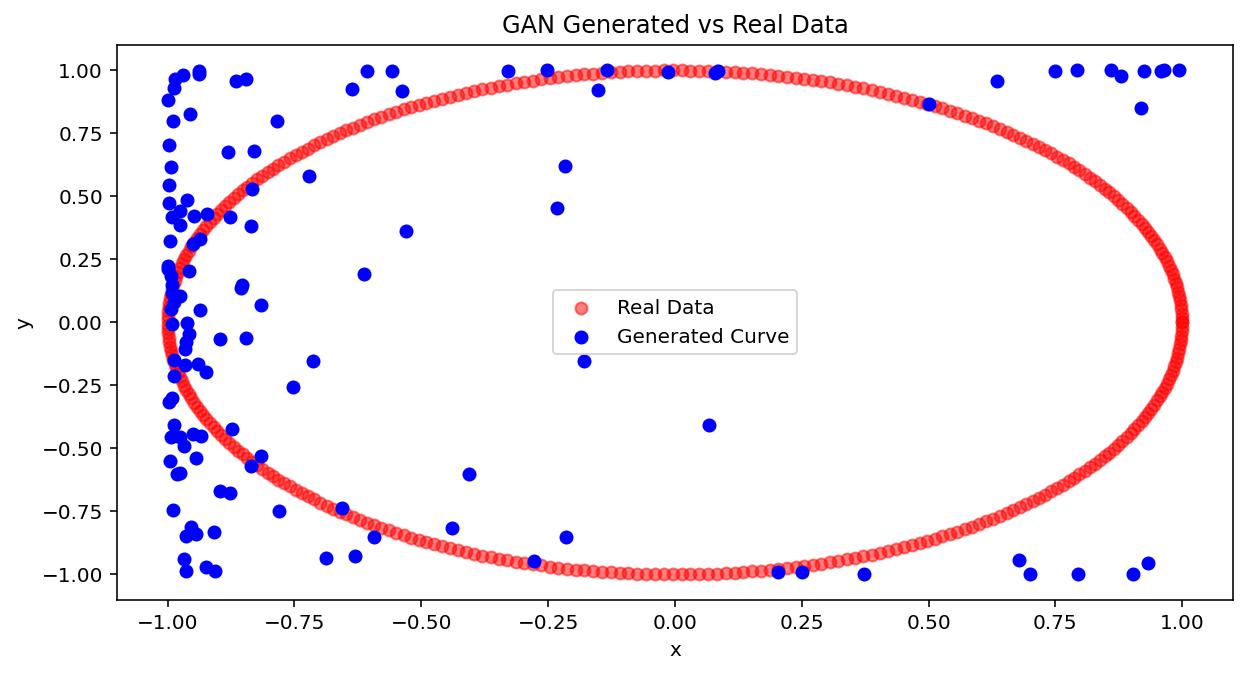 GAN Generated vs Real Data
1.00
0.75
0.50
0.25
0.00
−0.25
−0.50
−0.75
−1.00
y
Real Data
Generated Curve
−1.00 −0.75 −0.50 −0.25 0.00 0.25 0.50 0.75 1.00
x